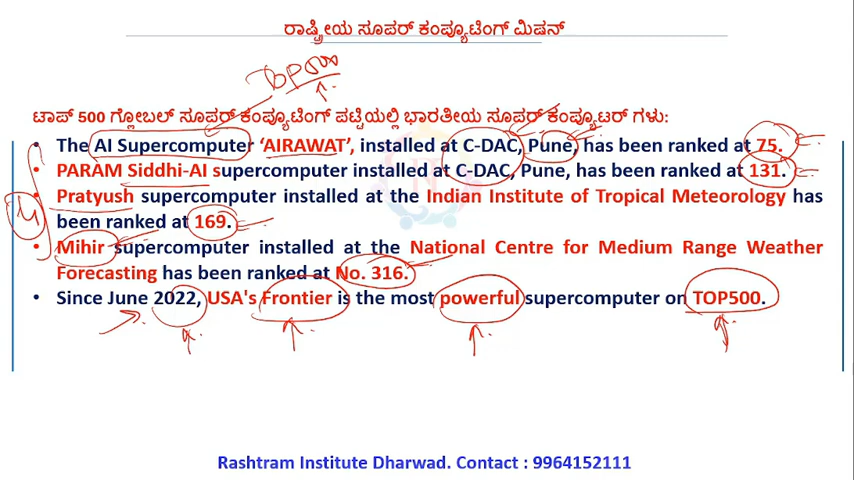 ರಾಷ್ಟ್ರೀಯ ಸೂಪರ್ ಕಂಪ್ಯೂಟಿಂಗ್ ಮಿಷನ್
TOP500
ಟಾಪ್ 500 ಗ್ಲೋಬಲ್ ಸೂಪರ್ ಕಂಪ್ಯೂಟಿಂಗ್ ಪಟ್ಟಿಯಲ್ಲಿ ಭಾರತೀಯ ಸೂಪರ್ ಕಂಪ್ಯೂಟರ್ ಗಳು:
• The AI Supercomputer ‘AIRAWAT’, installed at C-DAC, Pune, has been ranked at 75.
• PARAM Siddhi-AI supercomputer installed at C-DAC, Pune, has been ranked at 131.
• Pratyush supercomputer installed at the Indian Institute of Tropical Meteorology has
been ranked at 169.
• Mihir supercomputer installed at the National Centre for Medium Range Weather
Forecasting has been ranked at No. 316.
• Since June 2022, USA's Frontier is the most powerful supercomputer on TOP500.
Rashtram Institute Dharwad. Contact : 9964152111